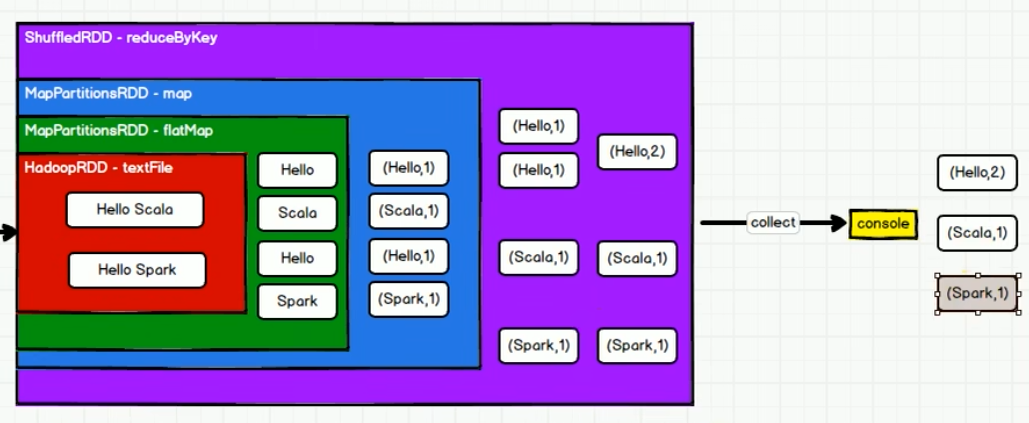 ShuffledRDD - reduceByKey
MapPartitionsRDD - map
MapPartitionsRDD - flatMap
HadoopRDD - textFile
Hello Scala
Hello Spark
Hello
Scala
Hello
Spark
(Hello,1)
(Scala,1)
(Hello,1)
(Spark,1)
(Hello,1)
(Hello,1)
(Hello,2)
(Scala,1)
(Scala,1)
(Spark,1)
(Spark,1)
collect
console
(Hello,2)
(Scala,1)
(Spark,1)